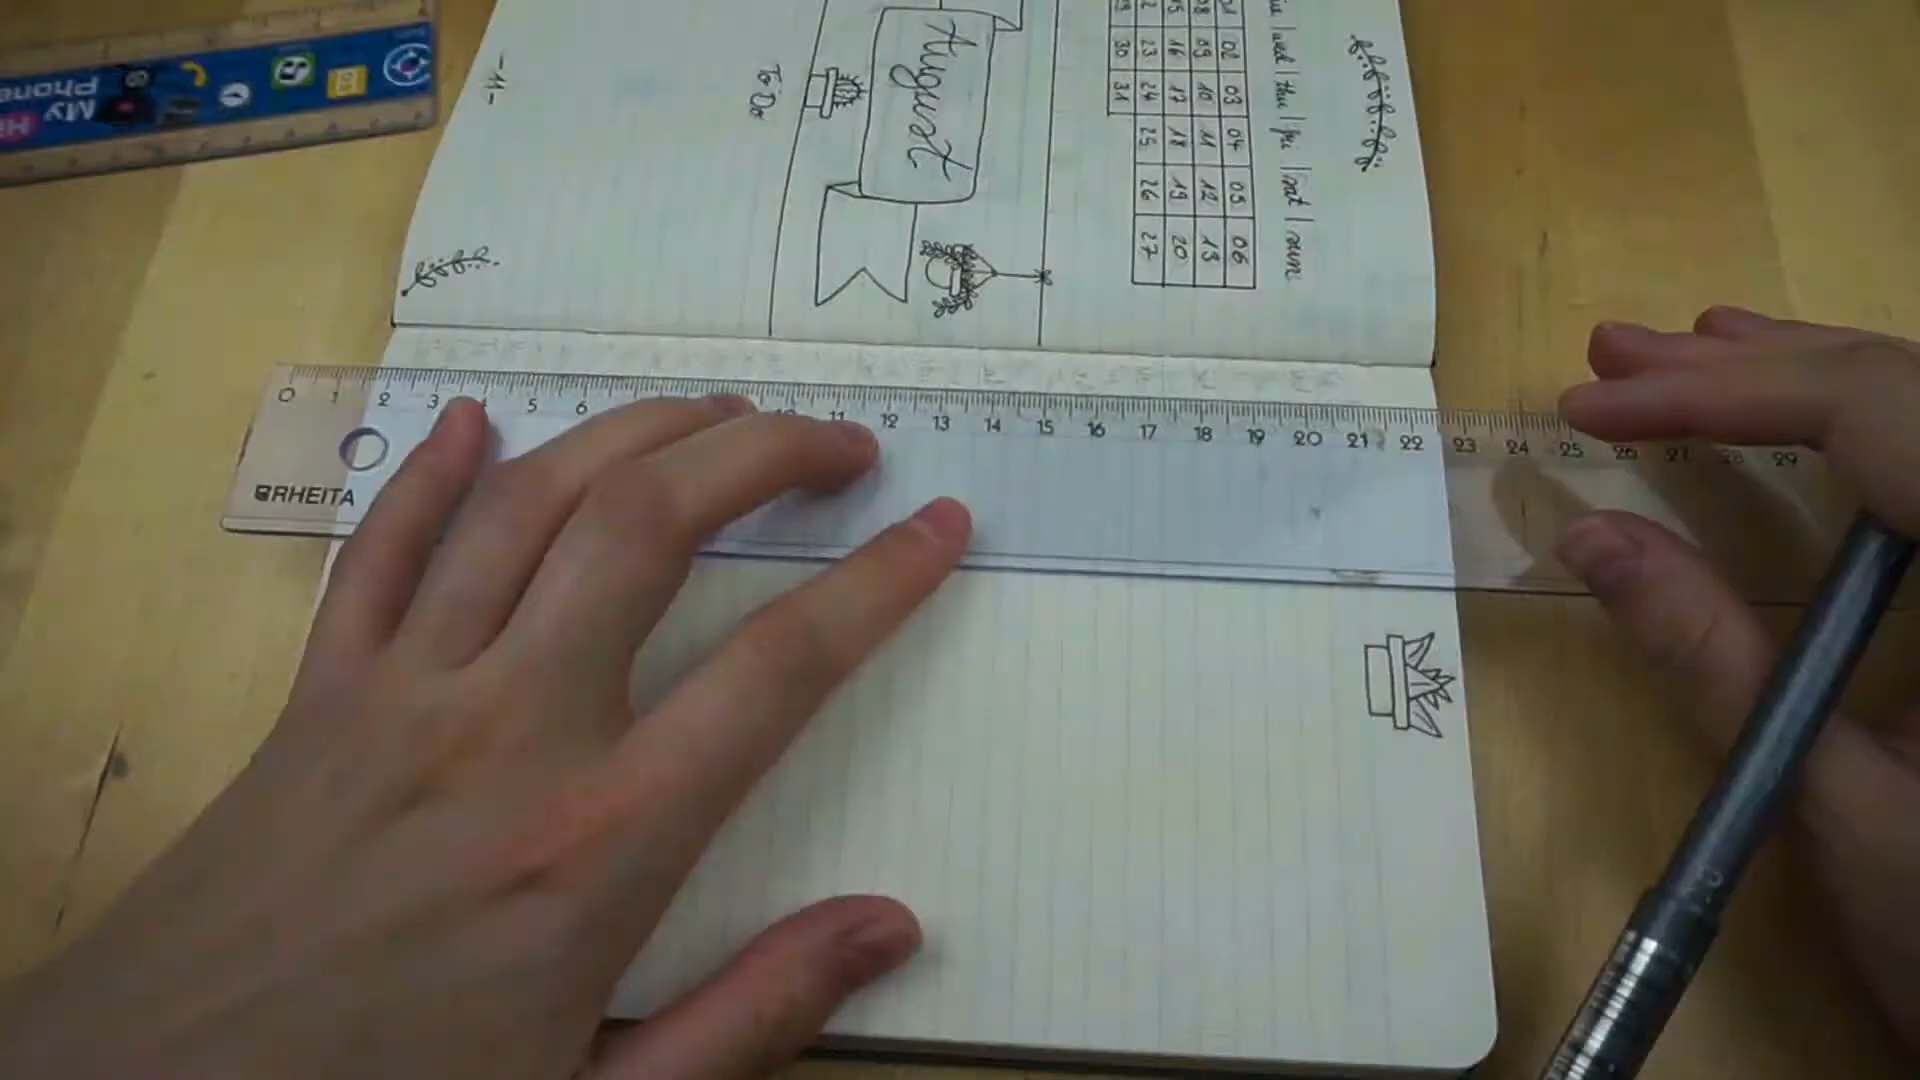 wed | thu | fri | sat | sun
02 03 04 05 06
08 09 10 11 12 13
16 17 18 19 20
23 24 25 26 27
30 31
August
To Do
-11-
My
Phone
0 1 2 3 5 6 11 12 13 14 15 16 17 18 19 20 21 22 23 24 25 26 27 28 29
RHEITA